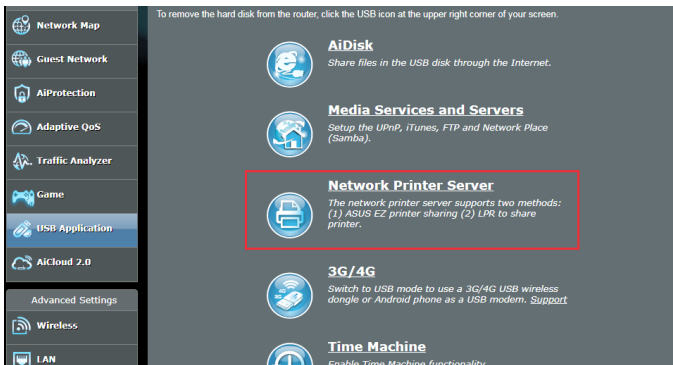 To remove the hard disk from the router, click the USB icon at the upper right corner of your screen.
Network Map
Guest Network
AiProtection
Adaptive QoS
Traffic Analyzer
Game
USB Application
AiCloud 2.0
Advanced Settings
Wireless
LAN
AiDisk
Share files in the USB disk through the Internet.
Media Services and Servers
Setup the UPnP, iTunes, FTP and Network Place
(Samba).
Network Printer Server
The network printer server supports two methods:
(1) ASUS EZ printer sharing (2) LPR to share
printer.
3G/4G
Switch to USB mode to use a 3G/4G USB wireless
dongle or Android phone as a USB modem. Support
Time Machine
Enable Time Machine functionality.